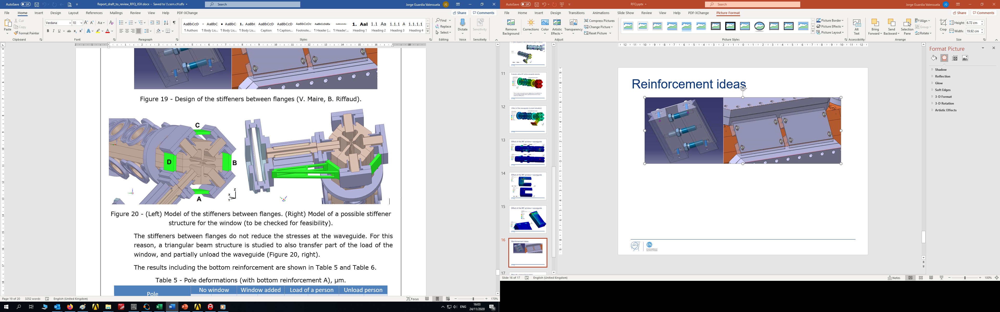 AutoSave Off
Report_draft_to_review_RFQ_JGV.docx - Saved to \\cern.ch\dfs
Search
Jorge Guardia Valenzuela JG
File Home Insert Design Layout References Mailings Review View Help PDF-XChange
Share Comments
Paste
Cut
Copy
Format Painter
Clipboard
Verdana 10
Font
Paragraph
AaBbCcD AaBbC AaBbC 1. AaBb( AaBbCcD AaBbCcD AaBbCcDc AaBbCcDdEe AaBbCcDdEe 1. AaI 1.1 Aa 1.1.1 A 1.1.1.1
Authors Body Lis... Body Lis... Body Lis... Caption Caption... Footnote... Header (... Header'... Heading 1 Heading 2 Heading 3 Heading 4
Styles
Find
Replace
Select
Editing
Dictate
Voice
Sensitivity
Sensitivity
Figure 19 - Design of the stiffeners between flanges (V. Maire, B. Riffaud).
C
D
B
A
Z
X
Y
Figure 20 - (Left) Model of the stiffeners between flanges. (Right) Model of a possible stiffener
structure for the window (to be checked for feasibility).
The stiffeners between flanges do not reduce the stresses at the waveguide. For this
reason, a triangular beam structure is studied to also transfer part of the load of the
window, and partially unload the waveguide (Figure 20, right).
The results including the bottom reinforcement are shown in Table 5 and Table 6.
Table 5 - Pole deformations (with bottom reinforcement A), µm.
Pole
No window Window added Load of a person Unload person
Page 19 of 20 3252 words English (United Kingdom)
Focus
170%
ENG
16:03
24/11/2020
16
AutoSave Off
RFQ.pptx
Search
Jorge Guardia Valenzuela JG
File Home Insert Design Transitions Animations Slide Show Review View Help PDF-XChange Picture Format
Share Comments
Remove
Background
Corrections
Color
Artistic
Effects
Transparency
Compress Pictures
Change Picture
Reset Picture
Adjust
Picture Styles
Picture Border
Picture Effects
Picture Layout
Alt
Text
Accessibility
Bring
Forward
Send
Backward
Selection
Pane
Align
Group
Rotate
Arrange
Crop
Height: 6.72 cm
Width: 19.92 cm
Size
11
Evaluation without RF window-waveguide assembly
12
Effect of the waveguide (current situation)
13
Effect of the RF window + waveguide
14
Effect of the RF window + waveguide
15
Effect of the RF window + waveguide
16
Reinforcement ideas
17
Reinforcement ideas
CERN
EN
ENGINEERING
DEPARTMENT
Format Picture
Shadow
Reflection
Glow
Soft Edges
3-D Format
3-D Rotation
Artistic Effects
Slide 16 of 17 English (United Kingdom)
Notes
100%